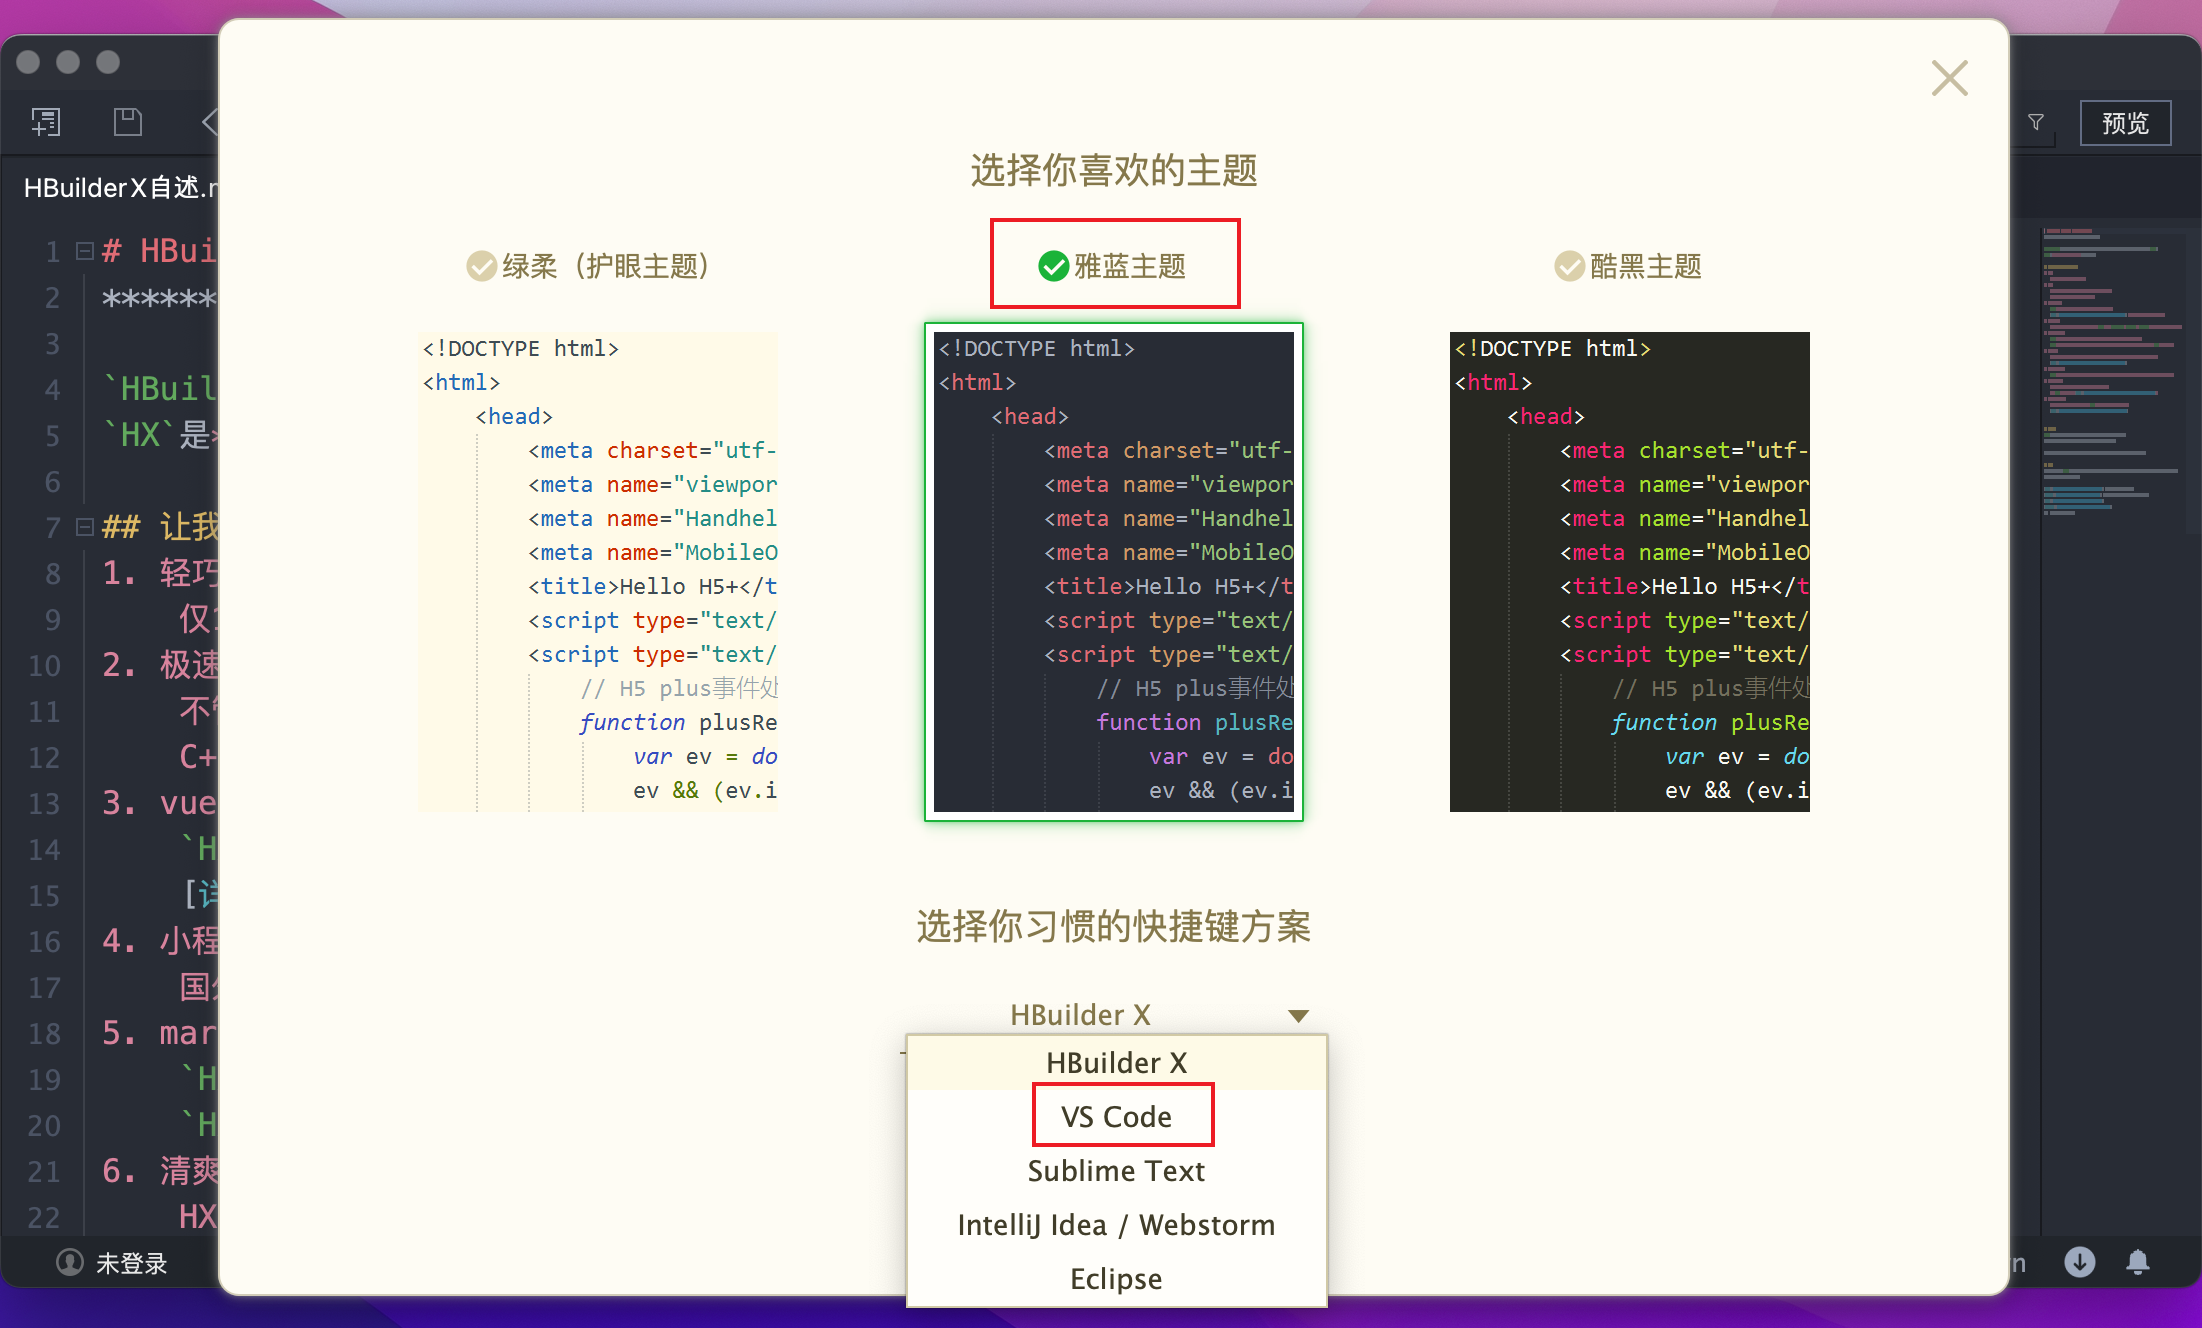 选择你喜欢的主题
绿柔（护眼主题）
雅蓝主题
酷黑主题
<!DOCTYPE html>
<html>
<head>
<meta charset="utf-
<meta name="viewpor
<meta name="Handhel
<meta name="MobileO
<title>Hello H5+</t
<script type="text/
<script type="text/
// H5 plus事件处
function plusRe
var ev = do
ev && (ev.i
<!DOCTYPE html>
<html>
<head>
<meta charset="utf-
<meta name="viewpor
<meta name="Handhel
<meta name="MobileO
<title>Hello H5+</t
<script type="text/
<script type="text/
// H5 plus事件处
function plusRe
var ev = do
ev && (ev.i
<!DOCTYPE html>
<html>
<head>
<meta charset="utf-
<meta name="viewpor
<meta name="Handhel
<meta name="MobileO
<title>Hello H5+</t
<script type="text/
<script type="text/
// H5 plus事件处
function plusRe
var ev = do
ev && (ev.i
选择你习惯的快捷键方案
HBuilder X
HBuilder X
VS Code
Sublime Text
IntelliJ Idea / Webstorm
Eclipse
预览
HBuilder X自述.
1 # HBui
2 ******
3
4 `HBuil
5 `HX`是
6
7 ## 让我
8 1. 轻巧
9 仅
10 2. 极速
11 不
12 C+
13 3. vue
14 `H
15 [详
16 4. 小程
17 国
18 5. mar
19 `H
20 `H
21 6. 清爽
22 HX
未登录